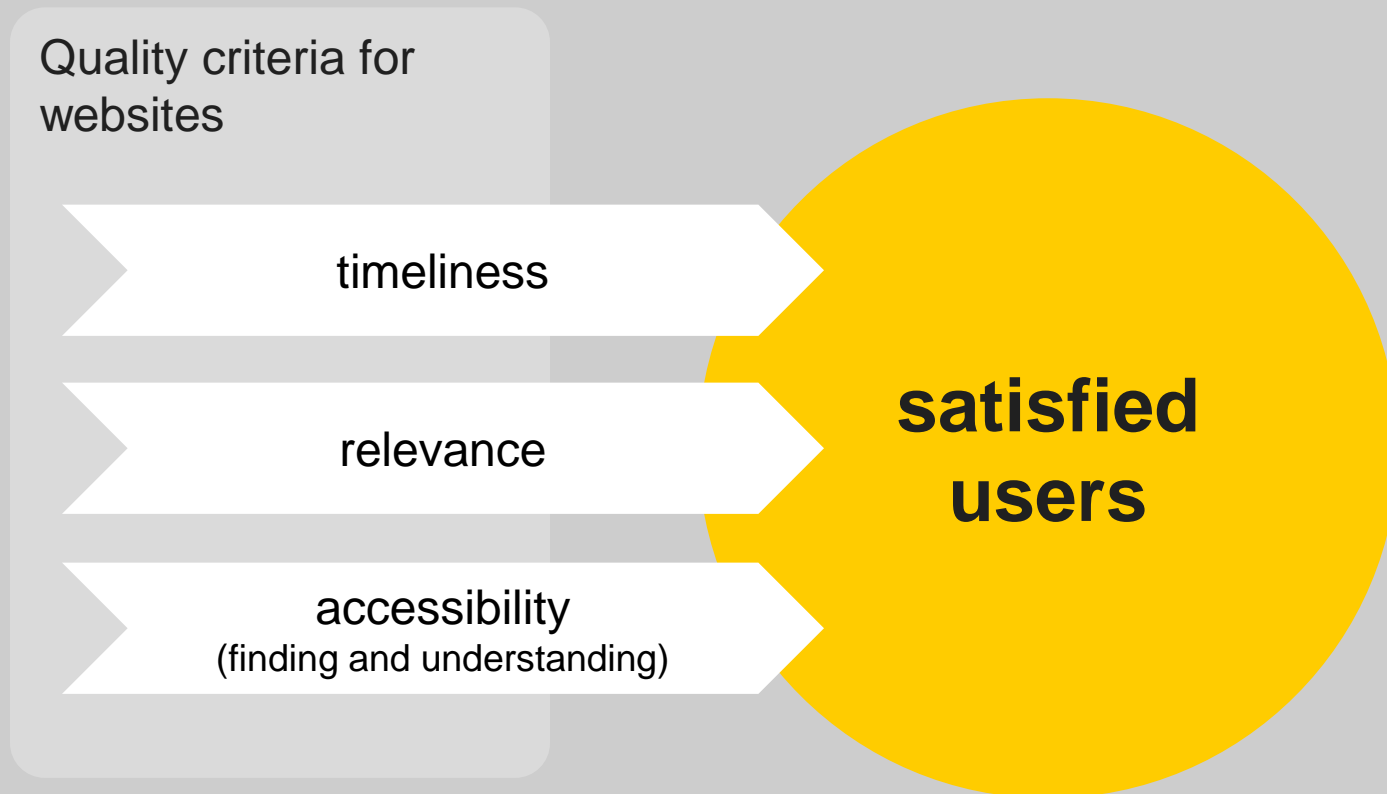 Quality criteria for
websites
timeliness
relevance
accessibility
(finding and understanding)
satisfied
users